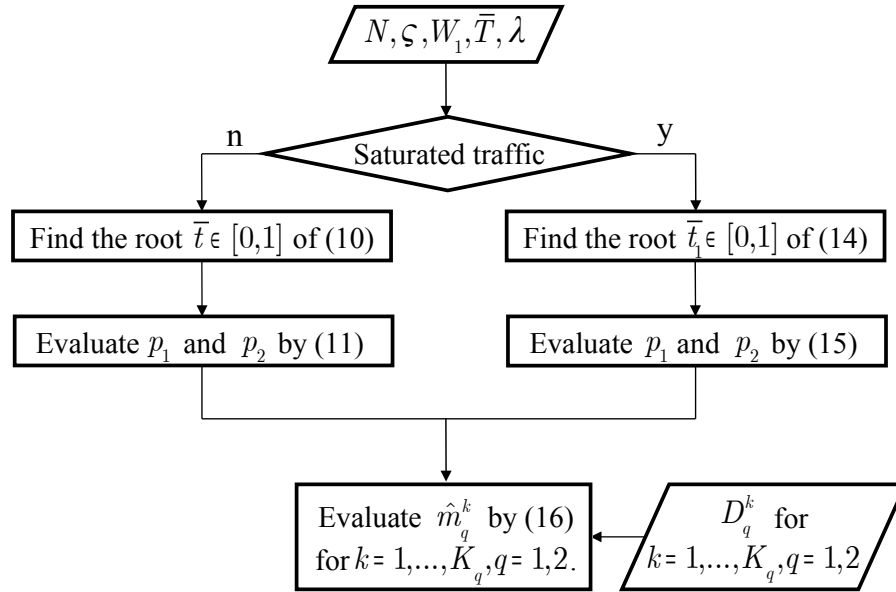 N, ς, W₁, T̅, λ
n
y
Saturated traffic
Find the root t̅ ∈ [0,1] of (10)
Find the root t̅₁ ∈ [0,1] of (14)
Evaluate p₁ and p₂ by (11)
Evaluate p₁ and p₂ by (15)
Evaluate m̂_q^k by (16)
for k = 1,...,K_q, q = 1,2.
D_q^k for
k = 1,...,K_q, q = 1,2